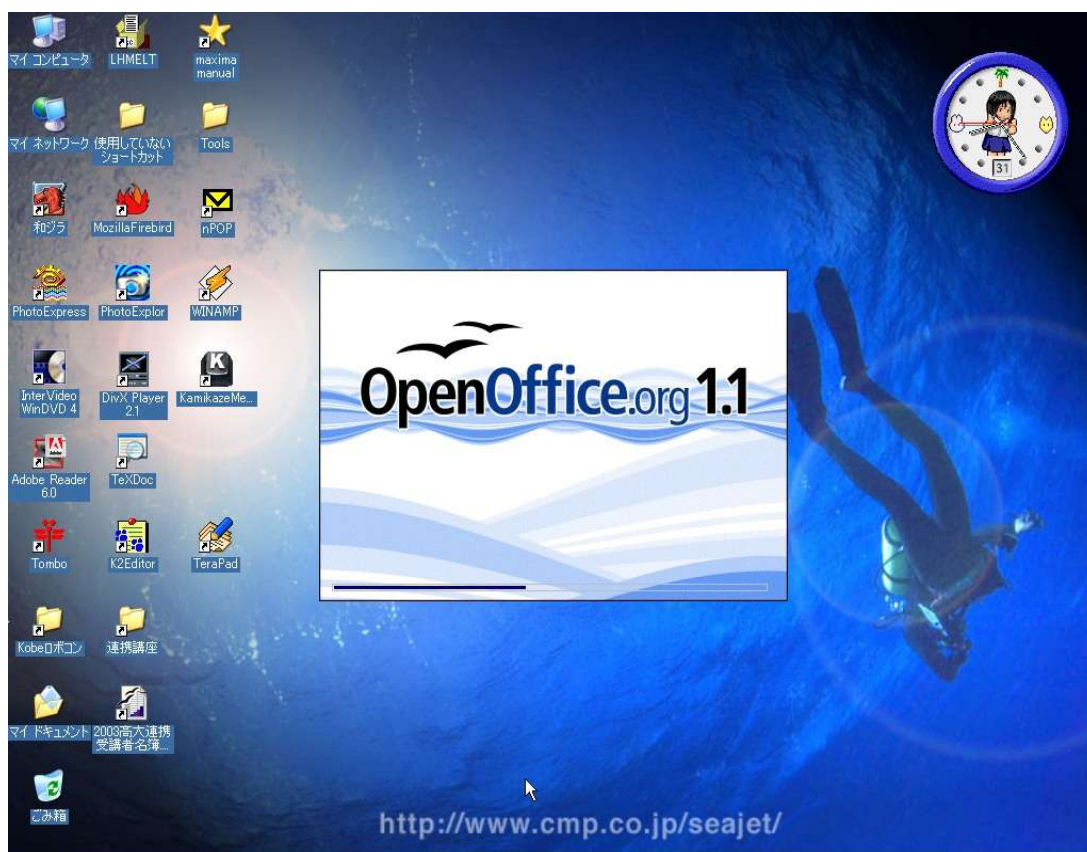 マイ コンピュータ
LHMELT
maxima
manual
マイ ネットワーク
使用していない
ショートカット
Tools
和ジラ
MozillaFirebird
nPOP
PhotoExpress
PhotoExplor
WINAMP
InterVideo
WinDVD 4
DivX Player
2.1
KamikazeMe...
Adobe Reader
6.0
TeXDoc
Tombo
K2Editor
TeraPad
Kobeロボコン
連携講座
マイ ドキュメント
2003高大連携
受講者名簿...
ごみ箱
31
OpenOffice.org 1.1
http://www.cmp.co.jp/seajet/